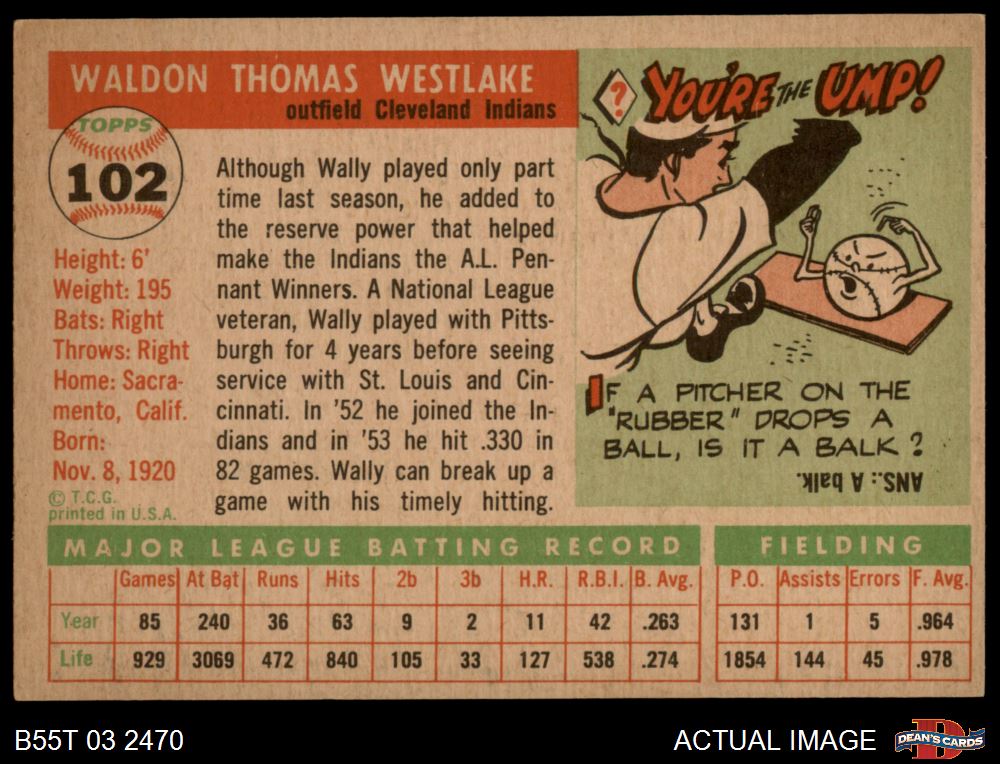 WALDON THOMAS WESTLAKE
outfield Cleveland Indians
TOPPS
102
Height: 6'
Weight: 195
Bats: Right
Throws: Right
Home: Sacra-
mento, Calif.
Born:
Nov. 8, 1920
© T.C.G.
printed in U.S.A.
Although Wally played only part
time last season, he added to
the reserve power that helped
make the Indians the A.L. Pen-
nant Winners. A National League
veteran, Wally played with Pitts-
burgh for 4 years before seeing
service with St. Louis and Cin-
cinnati. In '52 he joined the In-
dians and in '53 he hit .330 in
82 games. Wally can break up a
game with his timely hitting.
? YOU'RE THE UMP!
IF A PITCHER ON THE
"RUBBER" DROPS A
BALL, IS IT A BALK?
ANS.: A balk.
MAJOR LEAGUE BATTING RECORD
Games At Bat Runs Hits 2b 3b H.R. R.B.I. B. Avg.
Year 85 240 36 63 9 2 11 42 .263
Life 929 3069 472 840 105 33 127 538 .274
FIELDING
P.O. Assists Errors F. Avg.
131 1 5 .964
1854 144 45 .978
B55T 03 2470
ACTUAL IMAGE
DEAN'S CARDS